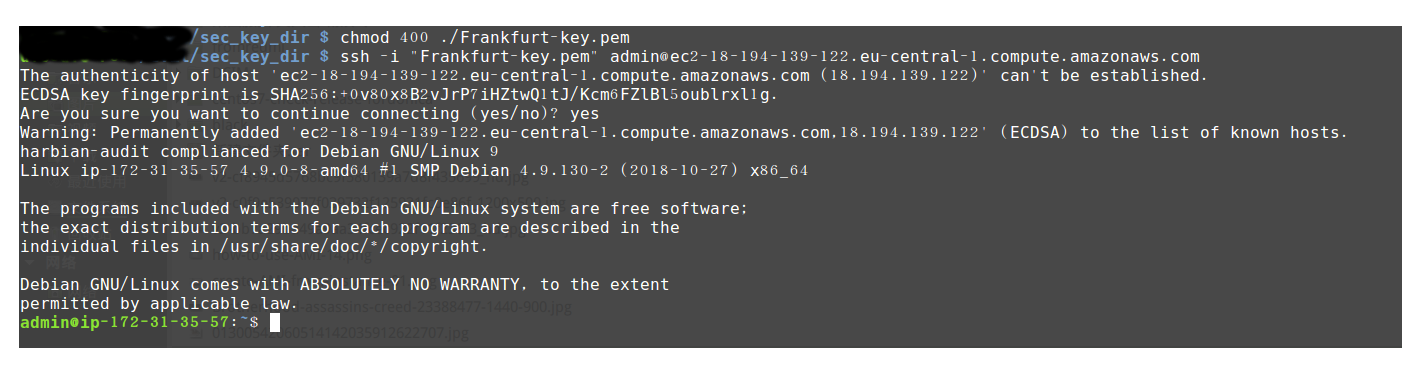 /sec_key_dir $ chmod 400 ./Frankfurt-key.pem
/sec_key_dir $ ssh -i "Frankfurt-key.pem" admin@ec2-18-194-139-122.eu-central-1.compute.amazonaws.com
The authenticity of host 'ec2-18-194-139-122.eu-central-1.compute.amazonaws.com (18.194.139.122)' can't be established.
ECDSA key fingerprint is SHA256:+0v80x8B2vJrP7iHZtwQ1tJ/Kcm6FZlBl5oublrxl1g.
Are you sure you want to continue connecting (yes/no)? yes
Warning: Permanently added 'ec2-18-194-139-122.eu-central-1.compute.amazonaws.com,18.194.139.122' (ECDSA) to the list of known hosts.
harbian-audit complianced for Debian GNU/Linux 9
Linux ip-172-31-35-57 4.9.0-8-amd64 #1 SMP Debian 4.9.130-2 (2018-10-27) x86_64
The programs included with the Debian GNU/Linux system are free software;
the exact distribution terms for each program are described in the
individual files in /usr/share/doc/*/copyright.
Debian GNU/Linux comes with ABSOLUTELY NO WARRANTY, to the extent
permitted by applicable law.
admin@ip-172-31-35-57:~$